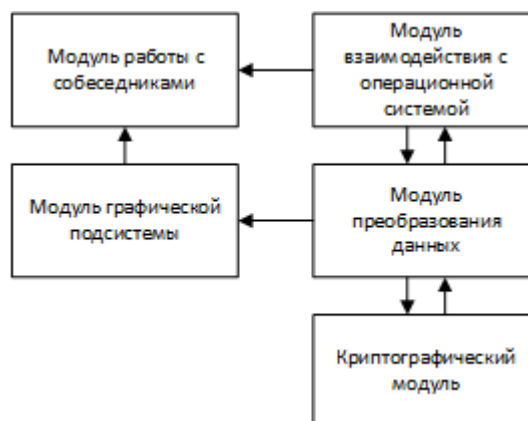 Модуль работы с
собеседниками
Модуль
взаимодействия с
операционной
системой
Модуль графической
подсистемы
Модуль
преобразования
данных
Криптографический
модуль